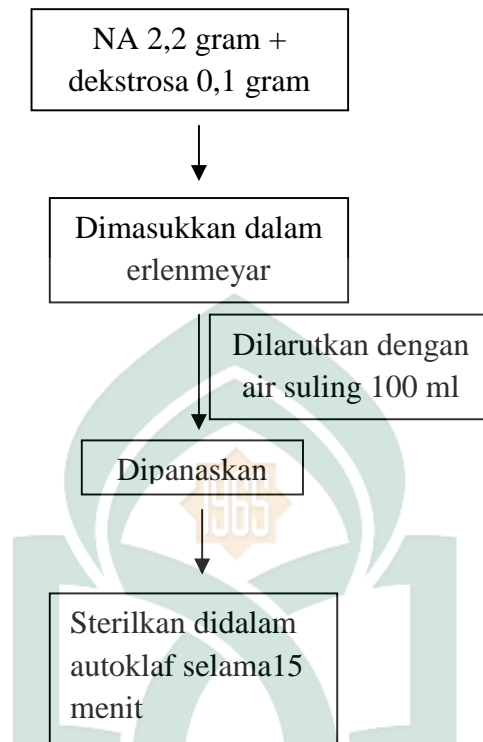 NA 2,2 gram +
dekstrosa 0,1 gram
Dimasukkan dalam
erlenmeyar
Dilarutkan dengan
air suling 100 ml
Dipanaskan
1965
Sterilkan didalam
autoklaf selama15
menit